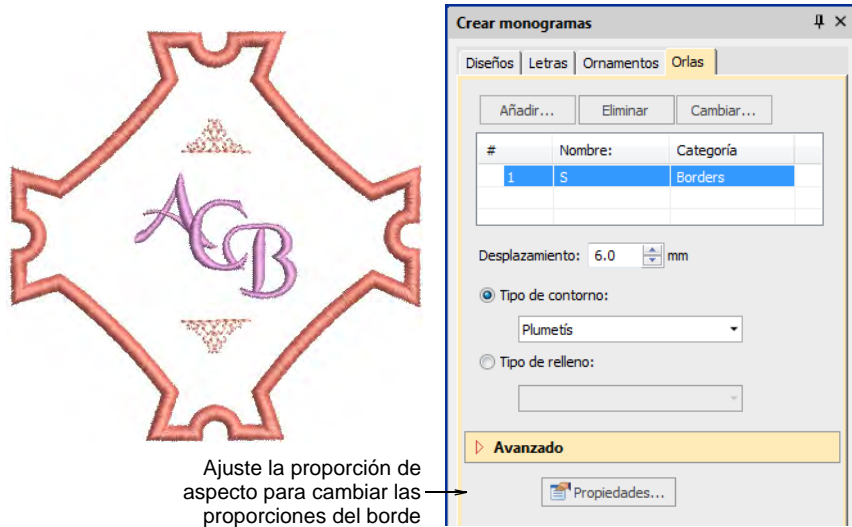 Crear monogramas
Diseños Letras Ornamentos Orlas
Añadir... Eliminar Cambiar...
# Nombre: Categoría
1 S Borders
Desplazamiento: 6.0 mm
Tipo de contorno:
Plumetís
Tipo de relleno:
Avanzado
Propiedades...
ACB
Ajuste la proporción de
aspecto para cambiar las
proporciones del borde